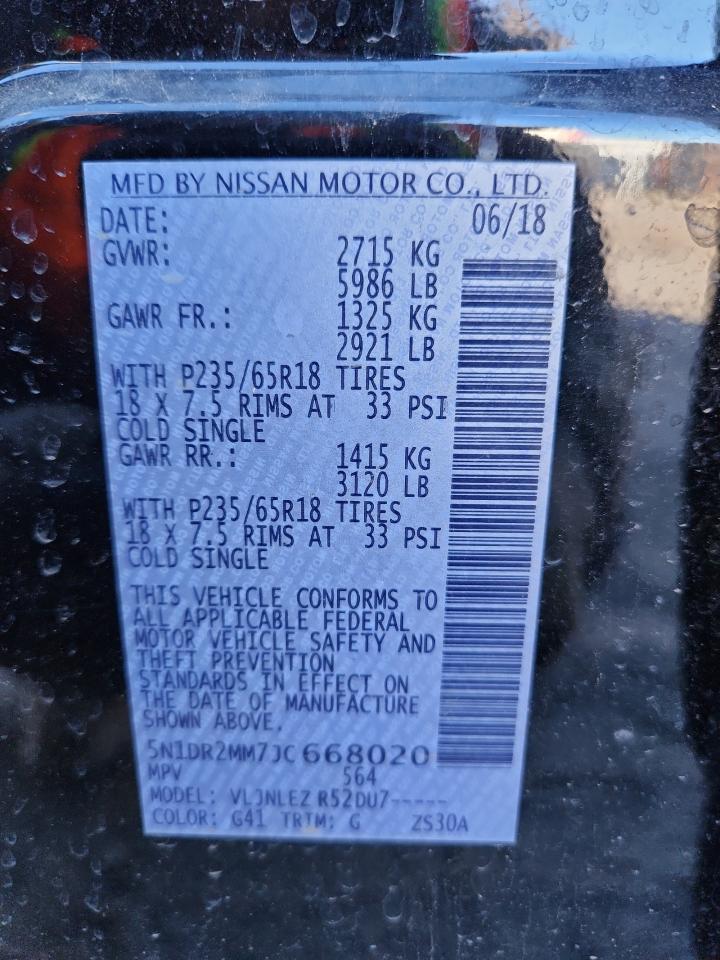 MFD BY NISSAN MOTOR CO., LTD.
DATE: 06/18
GVWR: 2715 KG
5986 LB
GAWR FR.: 1325 KG
2921 LB
WITH P235/65R18 TIRES
18 X 7.5 RIMS AT 33 PSI
COLD SINGLE
GAWR RR.: 1415 KG
3120 LB
WITH P235/65R18 TIRES
18 X 7.5 RIMS AT 33 PSI
COLD SINGLE
THIS VEHICLE CONFORMS TO
ALL APPLICABLE FEDERAL
MOTOR VEHICLE SAFETY AND
THEFT PREVENTION
STANDARDS IN EFFECT ON
THE DATE OF MANUFACTURE
SHOWN ABOVE.
5N1DR2MM7JC668020
MPV 564
MODEL: VLJNLEZ R52DU7-----
COLOR: G41 TRIM: G ZS30A